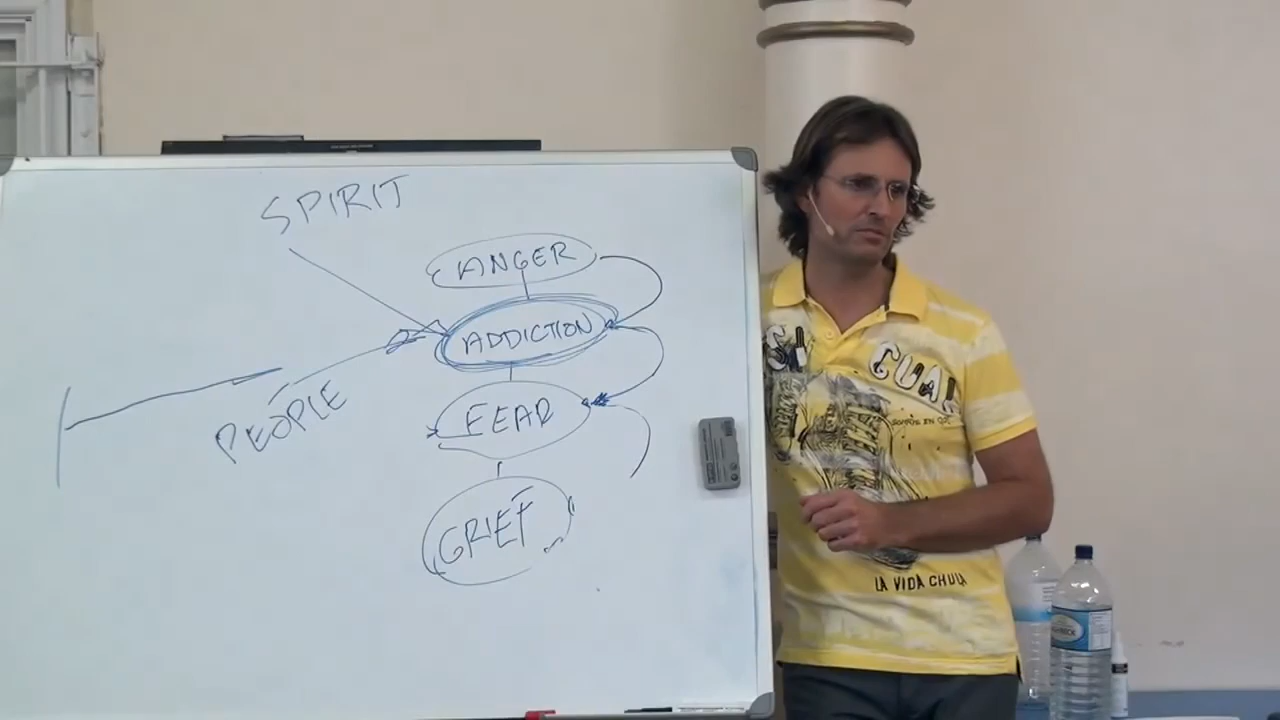 SPIRIT
ANGER
ADDICTION
FEAR
PEOPLE
GRIEF
CUAL
LA VIDA CHULA